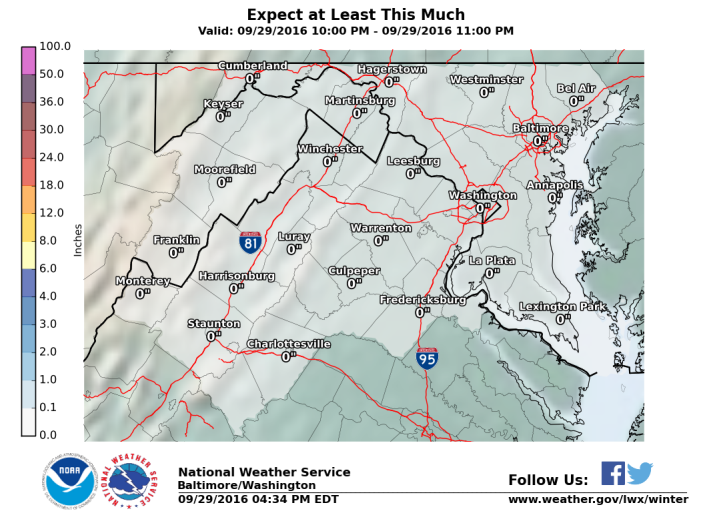 Expect at Least This Much
Valid: 09/29/2016 10:00 PM - 09/29/2016 11:00 PM
100.0
50.0
36.0
30.0
24.0
18.0
12.0
8.0
6.0
4.0
3.0
2.0
1.0
0.1
0.0
Inches
Cumberland
0"
Hagerstown
0"
Westminster
0"
Bel Air
0"
Keyser
0"
Martinsburg
0"
Baltimore
0"
Winchester
0"
Leesburg
0"
Moorefield
0"
Annapolis
0"
Washington
0"
Franklin
0"
81
Luray
0"
Warrenton
0"
La Plata
0"
Monterey
0"
Harrisonburg
0"
Culpeper
0"
Fredericksburg
0"
Lexington Park
0"
Staunton
0"
Charlottesville
0"
95
NOAA
NATIONAL WEATHER SERVICE
National Weather Service
Baltimore/Washington
09/29/2016 04:34 PM EDT
Follow Us:
www.weather.gov/lwx/winter